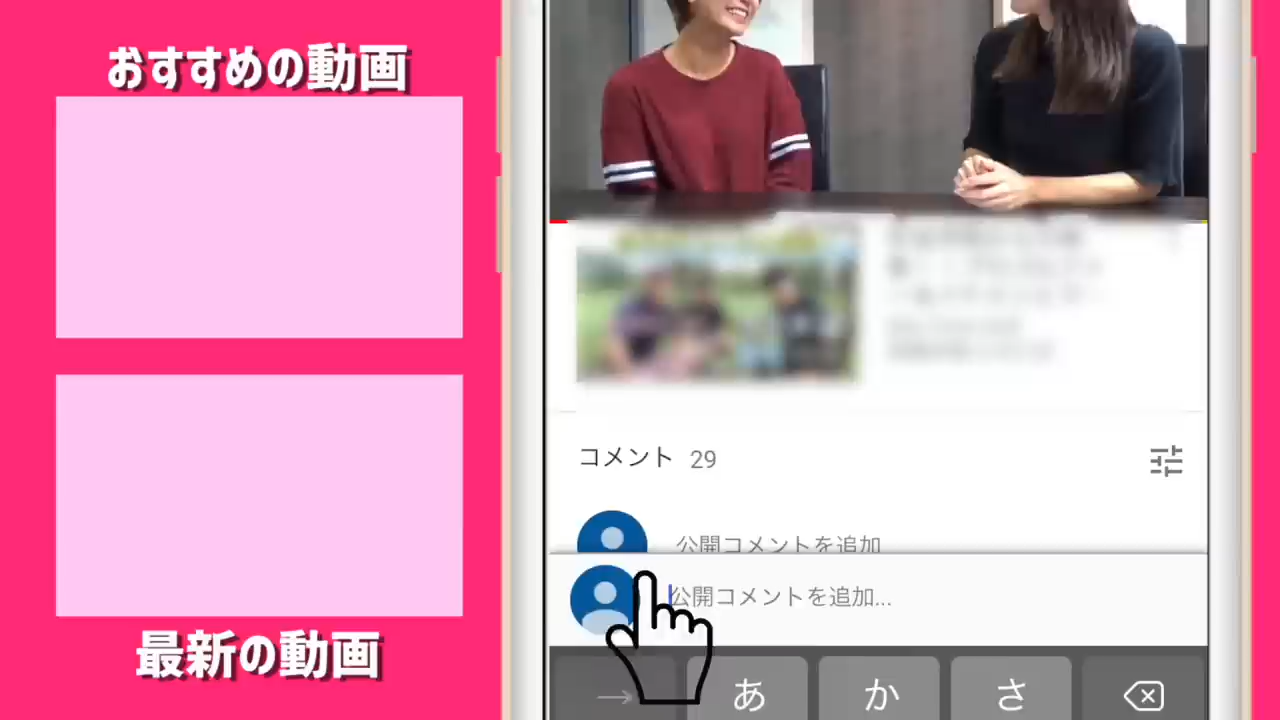 おすすめの動画
最新の動画
コメント 29
公開コメントを追加
公開コメントを追加...
→ あ か さ